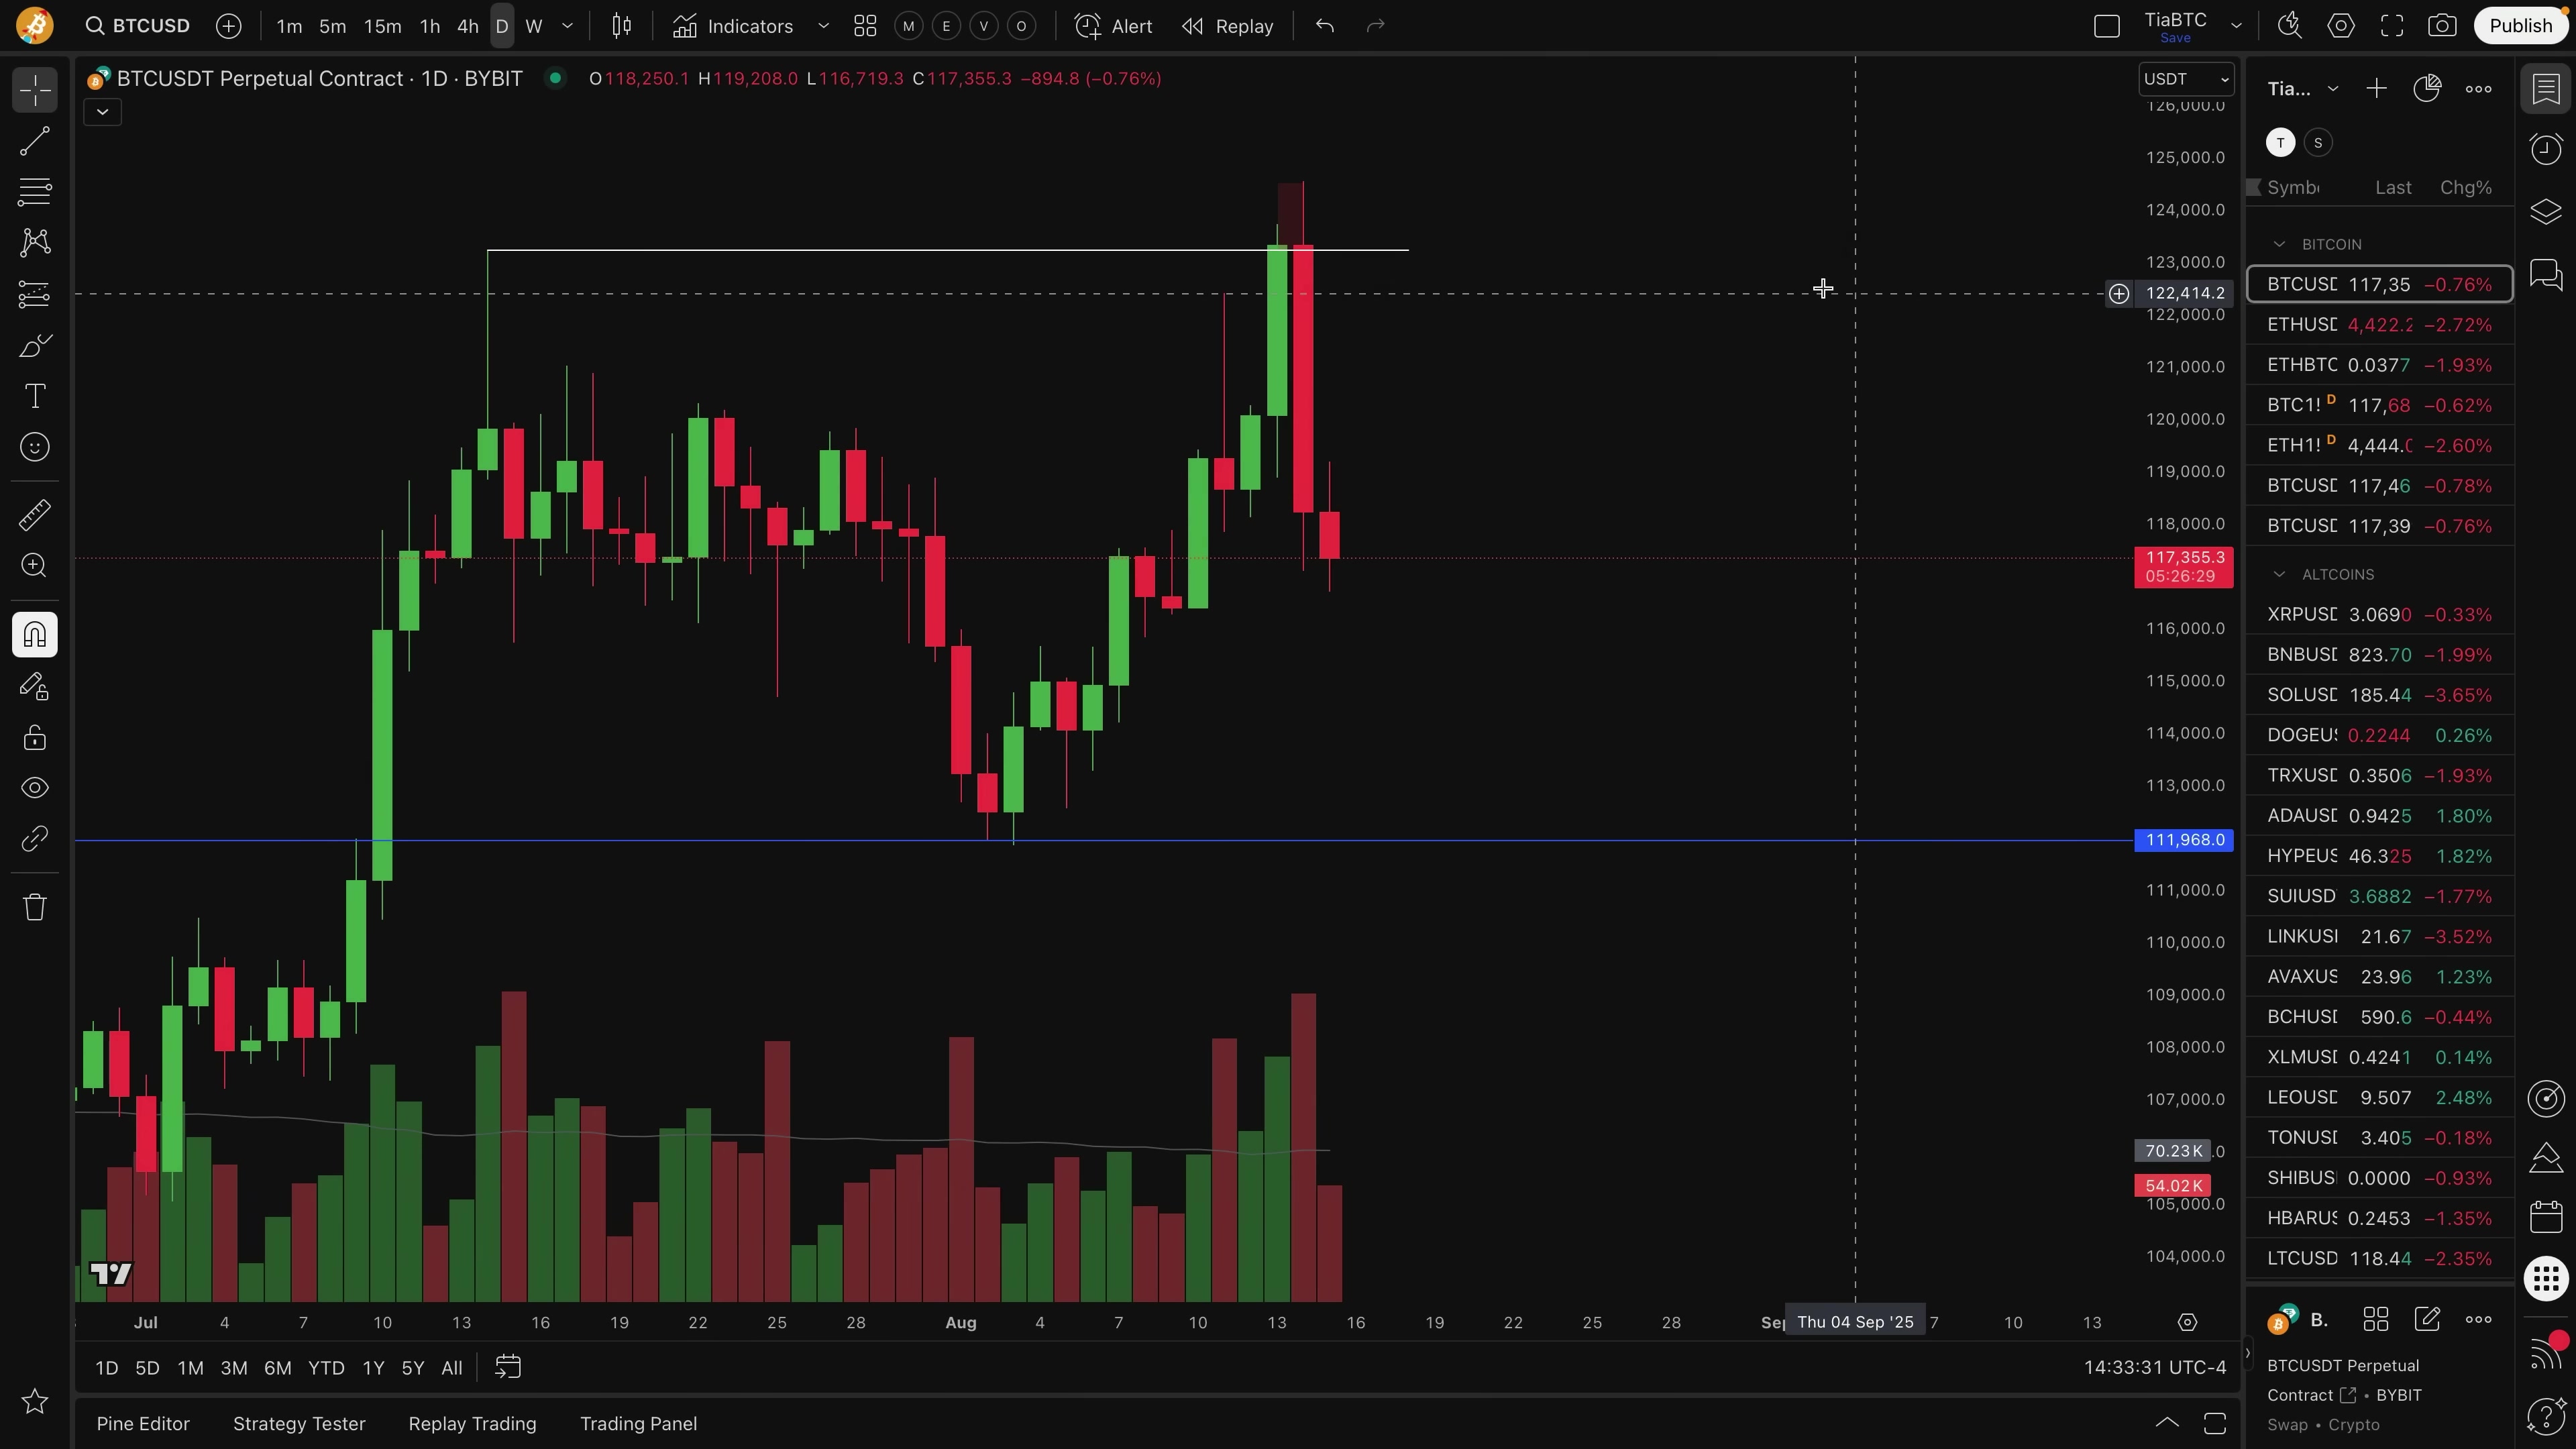 BTCUSD 1m 5m 15m 1h 4h D W Indicators M E V O Alert Replay TiaBTC Publish
Save
BTCUSDT Perpetual Contract · 1D · BYBIT O118,250.1 H119,208.0 L116,719.3 C117,355.3 −894.8 (−0.76%)
USDT
126,000.0
125,000.0
124,000.0
123,000.0
122,414.2
122,000.0
121,000.0
120,000.0
119,000.0
118,000.0
117,355.3
05:26:29
116,000.0
115,000.0
114,000.0
113,000.0
111,968.0
111,000.0
110,000.0
109,000.0
108,000.0
107,000.0
70.23K .0
54.02K
105,000.0
104,000.0
Jul 4 7 10 13 16 19 22 25 28 Aug 4 7 10 13 16 19 22 25 28 Sep Thu 04 Sep '25 7 10 13
1D 5D 1M 3M 6M YTD 1Y 5Y All 14:33:31 UTC-4
Pine Editor Strategy Tester Replay Trading Trading Panel
Tia...
T S
Symb Last Chg%
BITCOIN
BTCUSD 117,35 −0.76%
ETHUSD 4,422.2 −2.72%
ETHBTC 0.0377 −1.93%
BTC1! D 117,68 −0.62%
ETH1! D 4,444.0 −2.60%
BTCUSD 117,46 −0.78%
BTCUSD 117,39 −0.76%
ALTCOINS
XRPUSD 3.0690 −0.33%
BNBUSD 823.70 −1.99%
SOLUSD 185.44 −3.65%
DOGEUS 0.2244 0.26%
TRXUSD 0.3506 −1.93%
ADAUSD 0.9425 1.80%
HYPEUS 46.325 1.82%
SUIUSD 3.6882 −1.77%
LINKUSD 21.67 −3.52%
AVAXUS 23.96 1.23%
BCHUSD 590.6 −0.44%
XLMUSD 0.4241 0.14%
LEOUSD 9.507 2.48%
TONUSD 3.405 −0.18%
SHIBUS 0.0000 −0.93%
HBARUS 0.2453 −1.35%
LTCUSD 118.44 −2.35%
B.
BTCUSDT Perpetual
Contract • BYBIT
Swap • Crypto